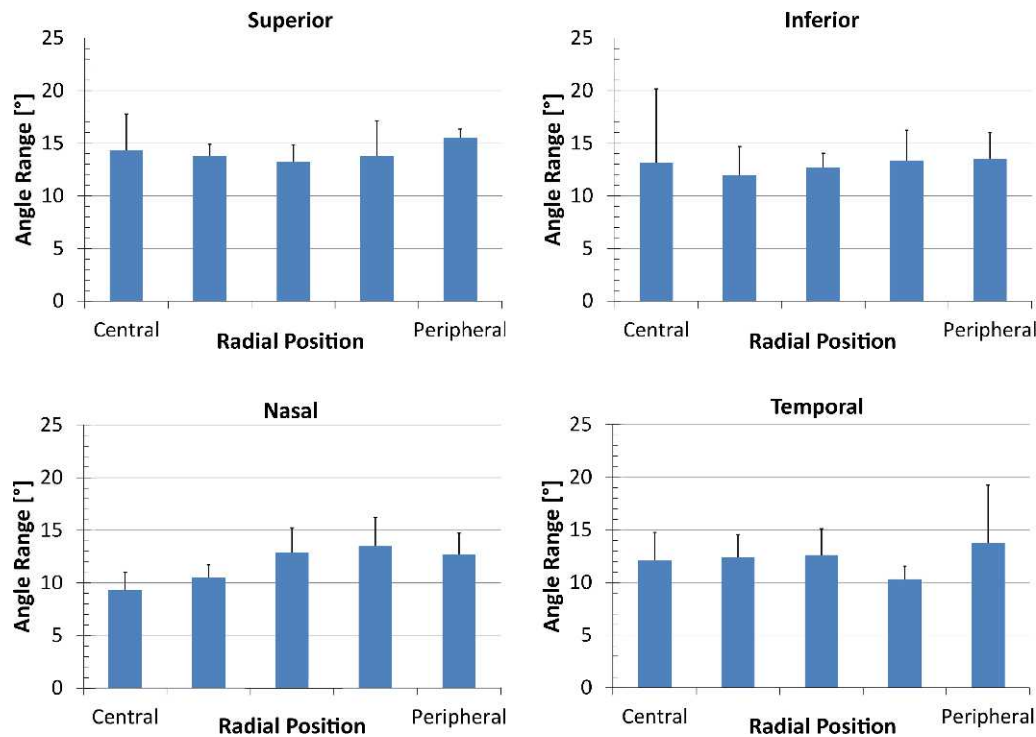 Superior
Angle Range [°]
25
20
15
10
5
0
Central
Peripheral
Radial Position
Inferior
Angle Range [°]
25
20
15
10
5
0
Central
Peripheral
Radial Position
Nasal
Angle Range [°]
25
20
15
10
5
0
Central
Peripheral
Radial Position
Temporal
Angle Range [°]
25
20
15
10
5
0
Central
Peripheral
Radial Position